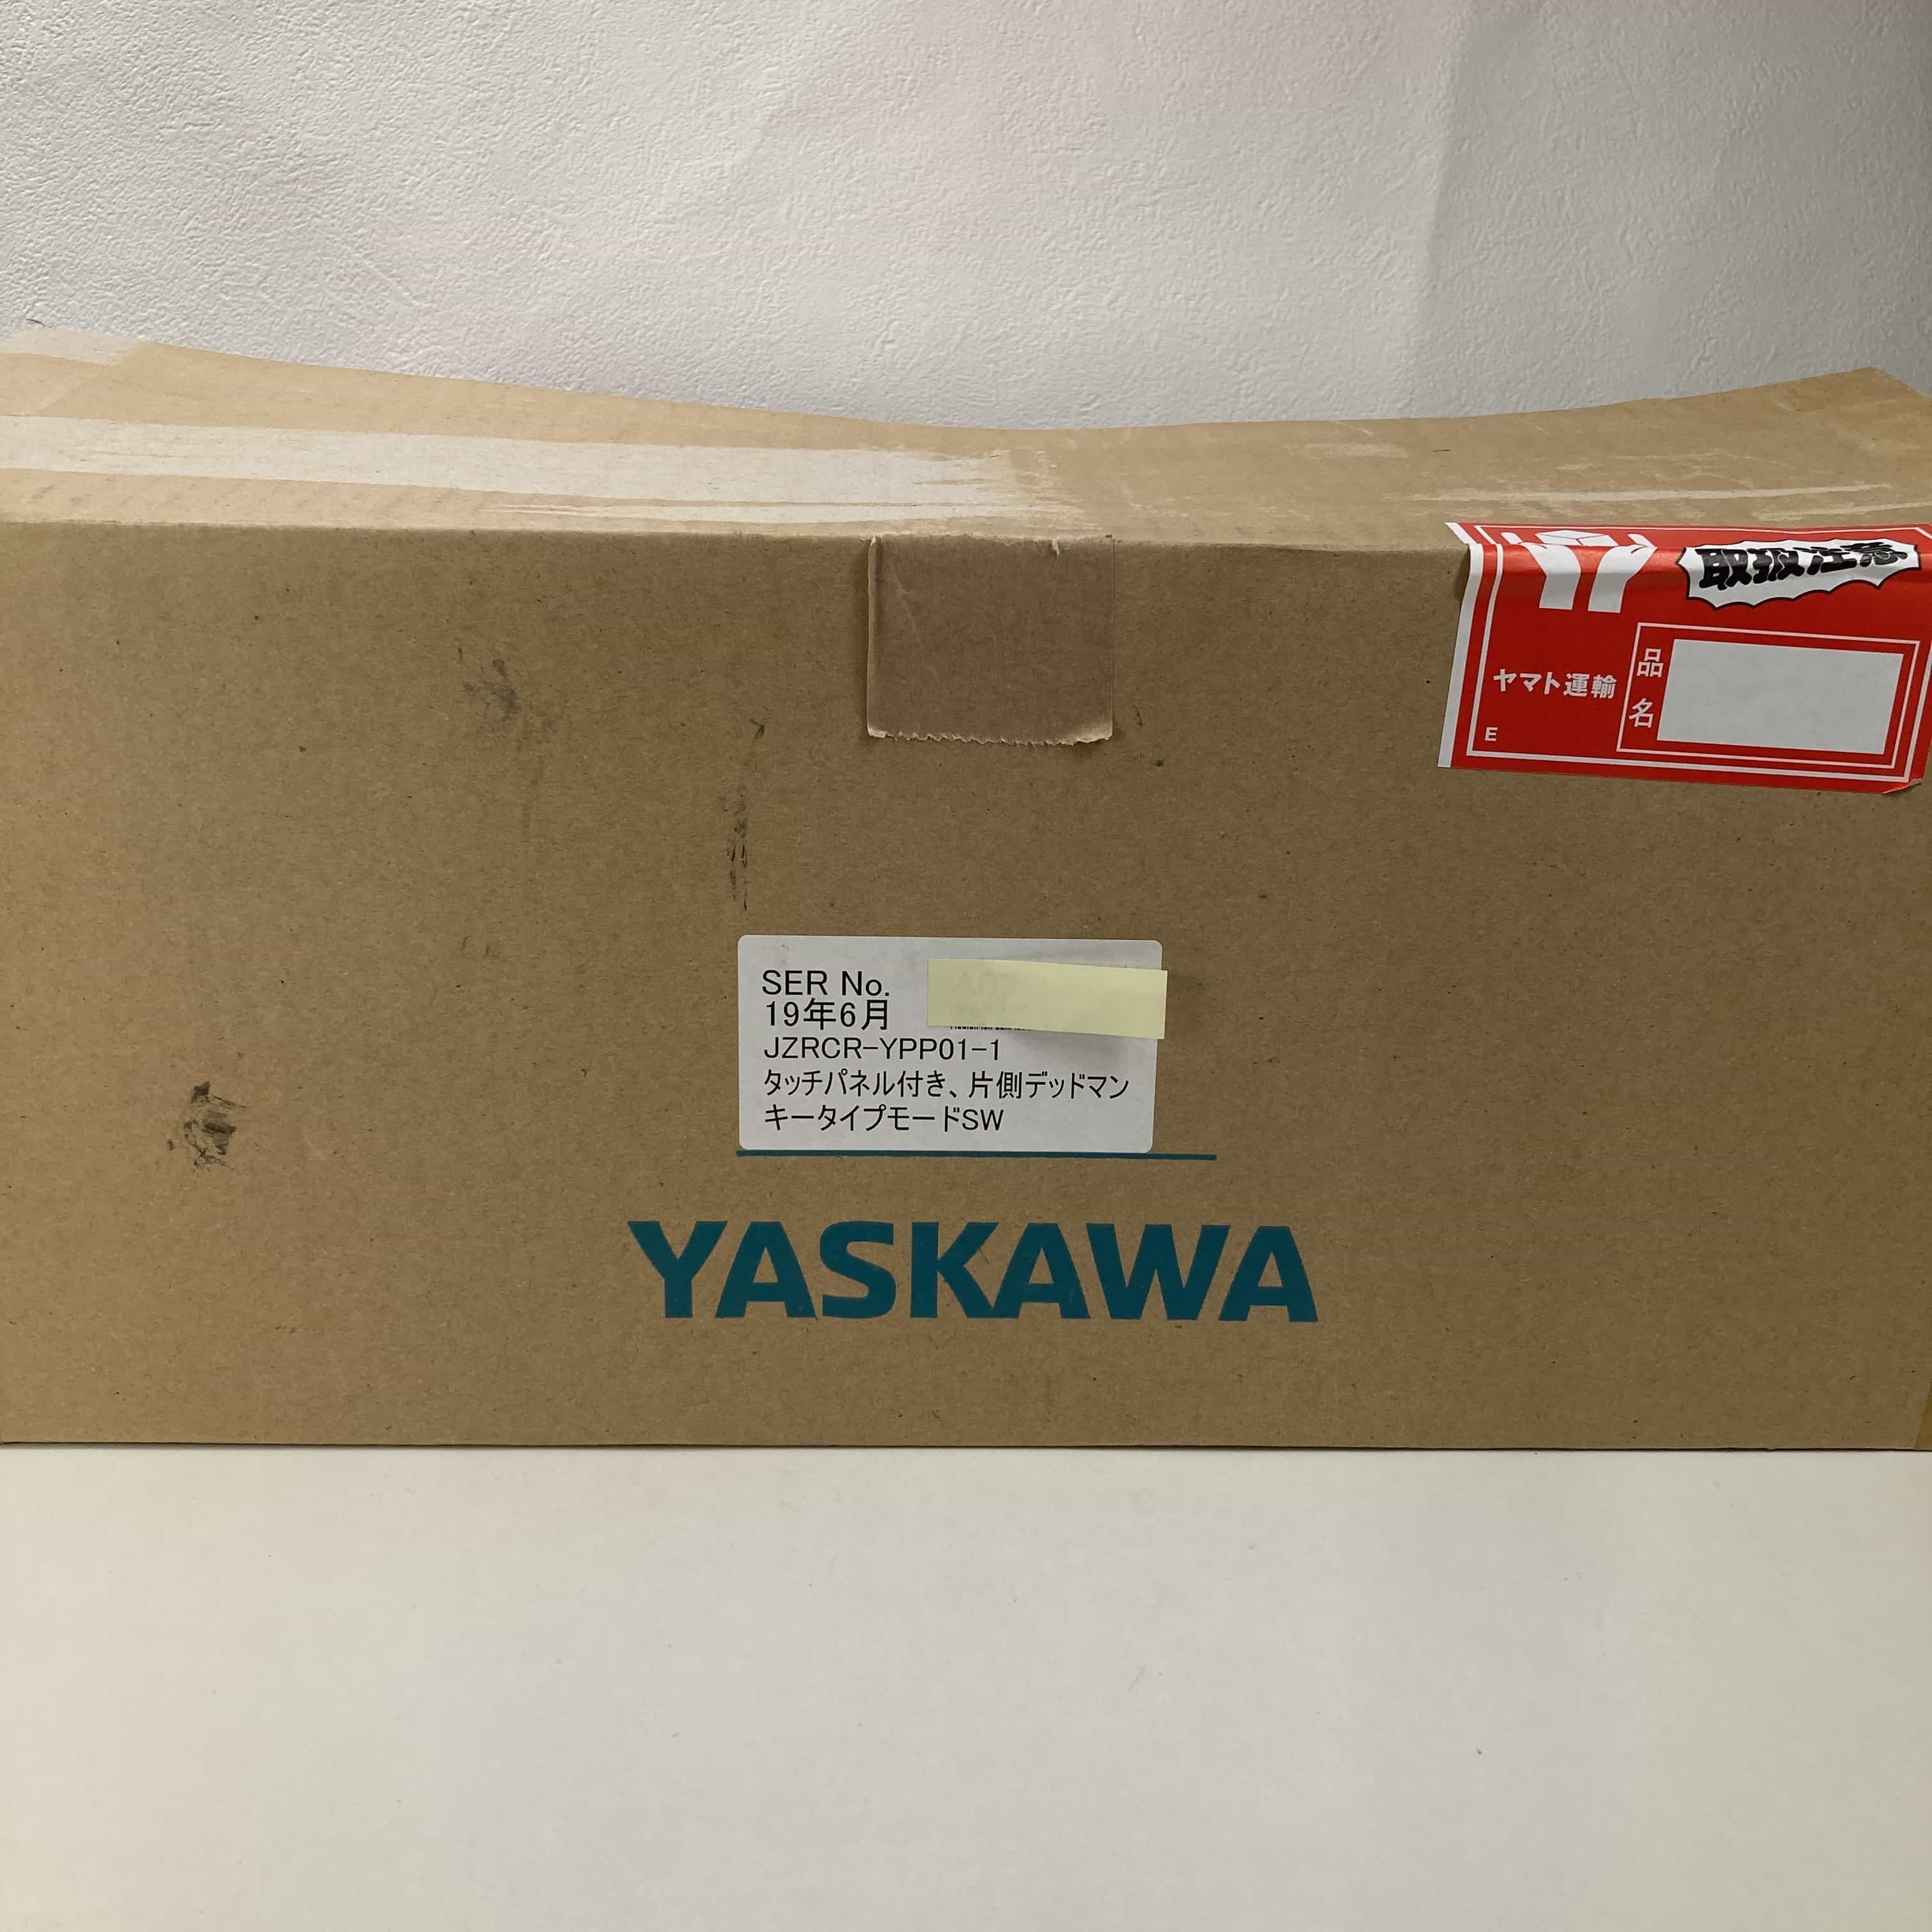 取扱注意
ヤマト運輸
品名
E
SER No.
19年6月
JZRCR-YPP01-1
タッチパネル付き、片側デッドマン
キータイプモードSW
YASKAWA